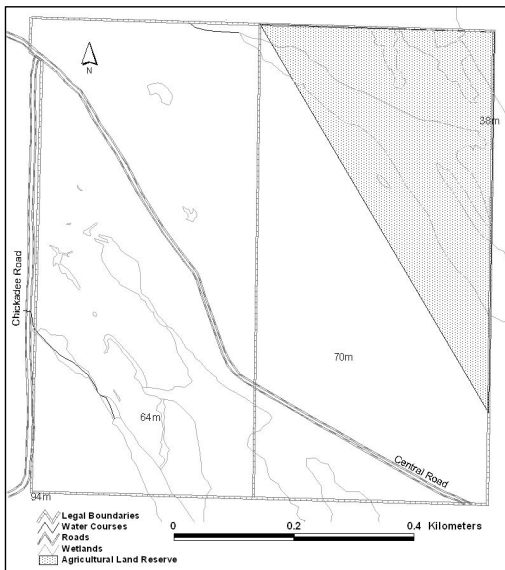 N
38m
Chickadee Road
70m
64m
Central Road
94m
Legal Boundaries
Water Courses
Roads
Wetlands
Agricultural Land Reserve
0 0.2 0.4 Kilometers